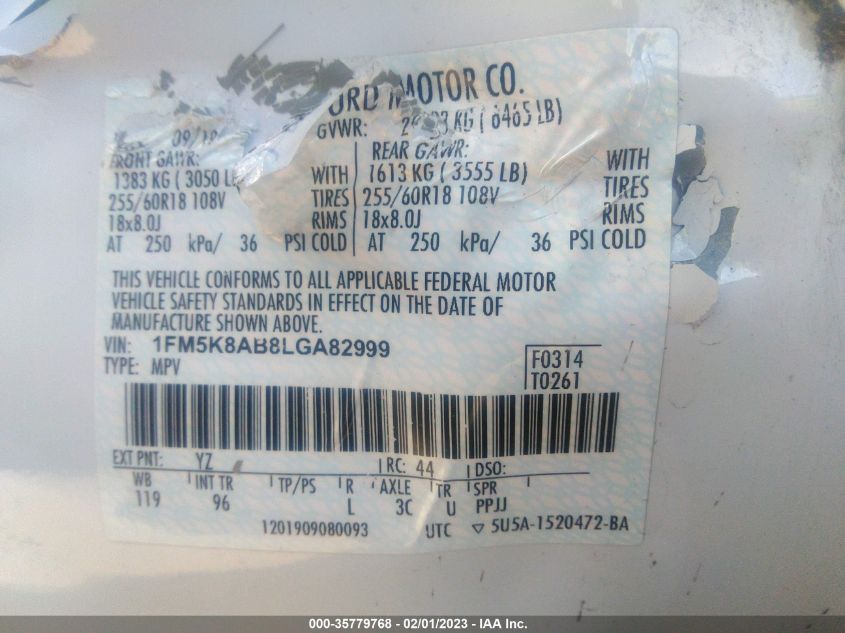 MOTOR CO.
09/19 GVWR: KG ( 6465 LB)
FRONT GAWR: REAR GAWR:
1383 KG ( 3050 LB WITH 1613 KG ( 3555 LB) WITH
255/60R18 108V TIRES 255/60R18 108V TIRES
18x8.0J RIMS 18x8.0J RIMS
AT 250 kPa/ 36 PSI COLD AT 250 kPa/ 36 PSI COLD
THIS VEHICLE CONFORMS TO ALL APPLICABLE FEDERAL MOTOR
VEHICLE SAFETY STANDARDS IN EFFECT ON THE DATE OF
MANUFACTURE SHOWN ABOVE.
VIN: 1FM5K8AB8LGA82999
TYPE: MPV
F0314
T0261
EXT PNT: YZ RC: 44 DSO:
WB INT TR TP/PS R AXLE TR SPR
119 96 L 3C U PPJJ
1201909080093 UTC ▽ 5U5A-1520472-BA
000-35779768 - 02/01/2023 - IAA Inc.